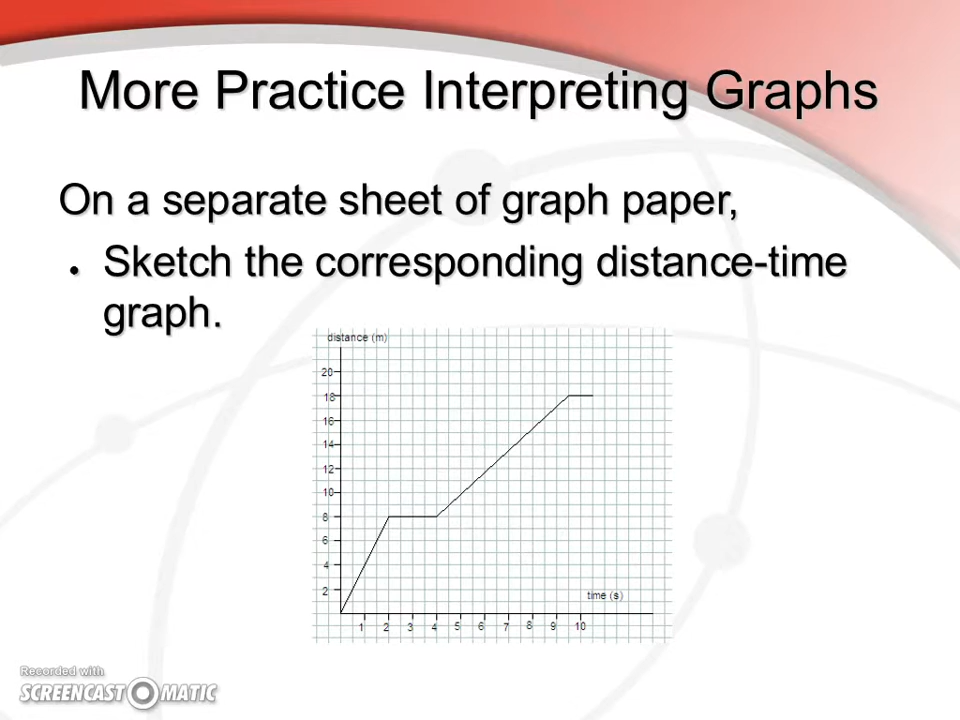 More Practice Interpreting Graphs
On a separate sheet of graph paper,
• Sketch the corresponding distance-time
graph.
distance (m)
20
18
16
14
12
10
8
6
4
2
time (s)
1 2 3 4 5 6 7 8 9 10
Recorded with
SCREENCAST MATIC